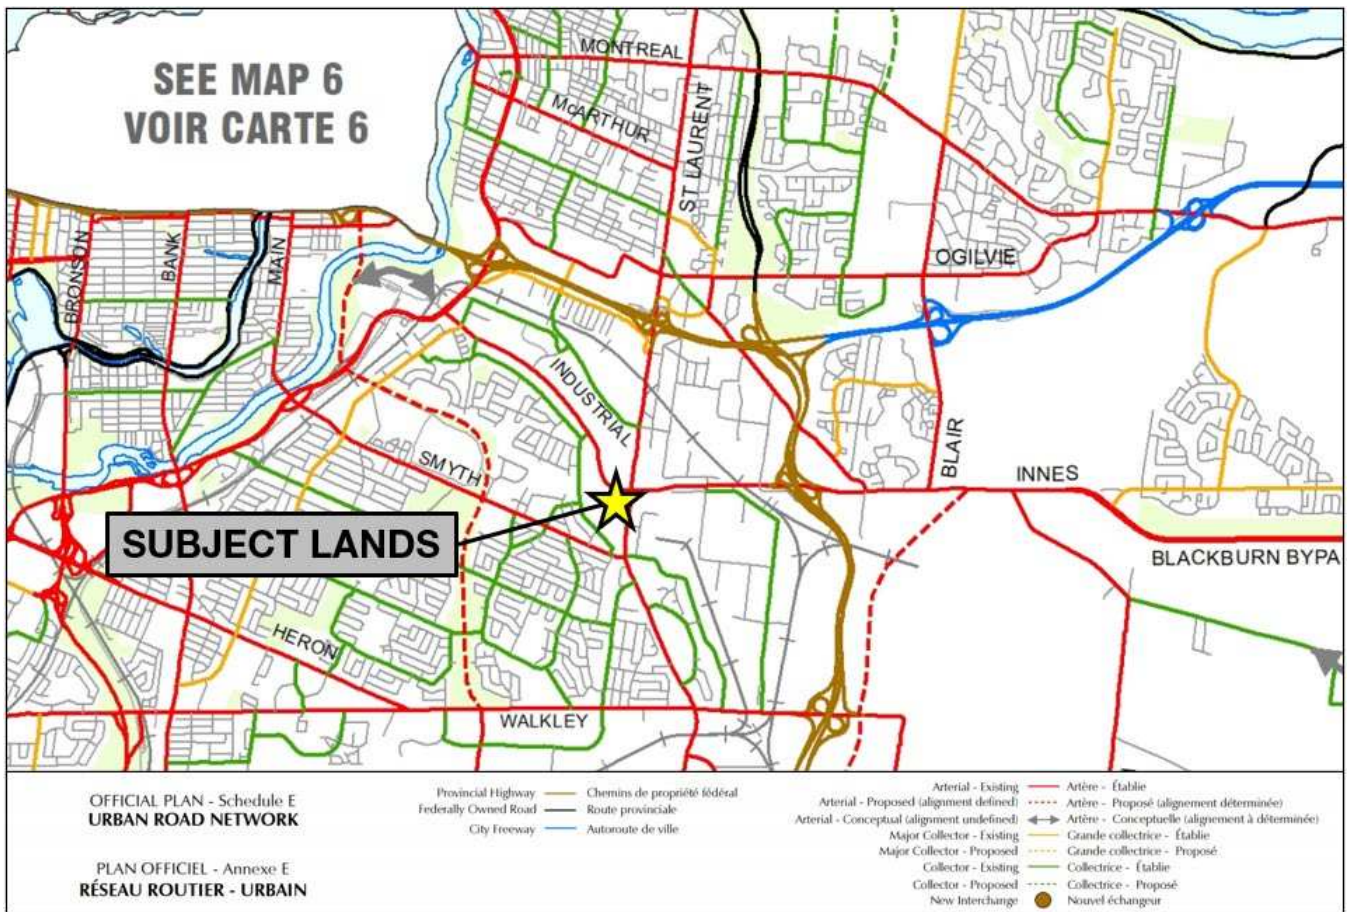 SEE MAP 6
VOIR CARTE 6
MONTREAL
McARTHUR
ST LAURENT
BRONSON
BANK
MAIN
OGILVIE
INDUSTRIAL
SMYTH
BLAIR
INNES
SUBJECT LANDS
BLACKBURN BYPA
HERON
WALKLEY
OFFICIAL PLAN - Schedule E
URBAN ROAD NETWORK
PLAN OFFICIEL - Annexe E
RÉSEAU ROUTIER - URBAIN
Provincial Highway Chemins de propriété fédéral
Federally Owned Road Route provinciale
City Freeway Autoroute de ville
Arterial - Existing Artère - Établie
Arterial - Proposed (alignment defined) Artère - Proposé (alignement déterminée)
Arterial - Conceptual (alignment undefined) Artère - Conceptuelle (alignement à déterminée)
Major Collector - Existing Grande collectrice - Établie
Major Collector - Proposed Grande collectrice - Proposé
Collector - Existing Collectrice - Établie
Collector - Proposed Collectrice - Proposé
New Interchange Nouvel échangeur